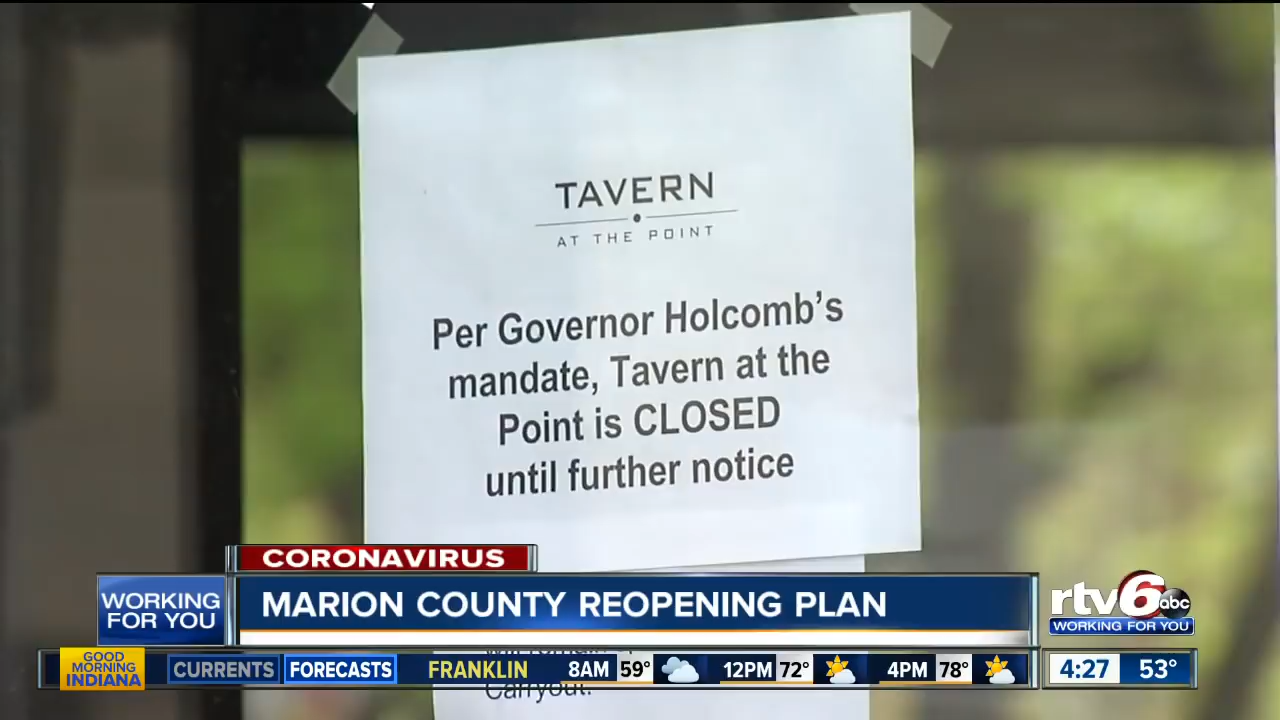 TAVERN
AT THE POINT
Per Governor Holcomb's
mandate, Tavern at the
Point is CLOSED
until further notice
CORONAVIRUS
WORKING
FOR YOU
MARION COUNTY REOPENING PLAN
rtv6 abc
WORKING FOR YOU
GOOD
MORNING
INDIANA
CURRENTS FORECASTS FRANKLIN 8AM 59° 12PM 72° 4PM 78° 4:27 53°
Carryout.